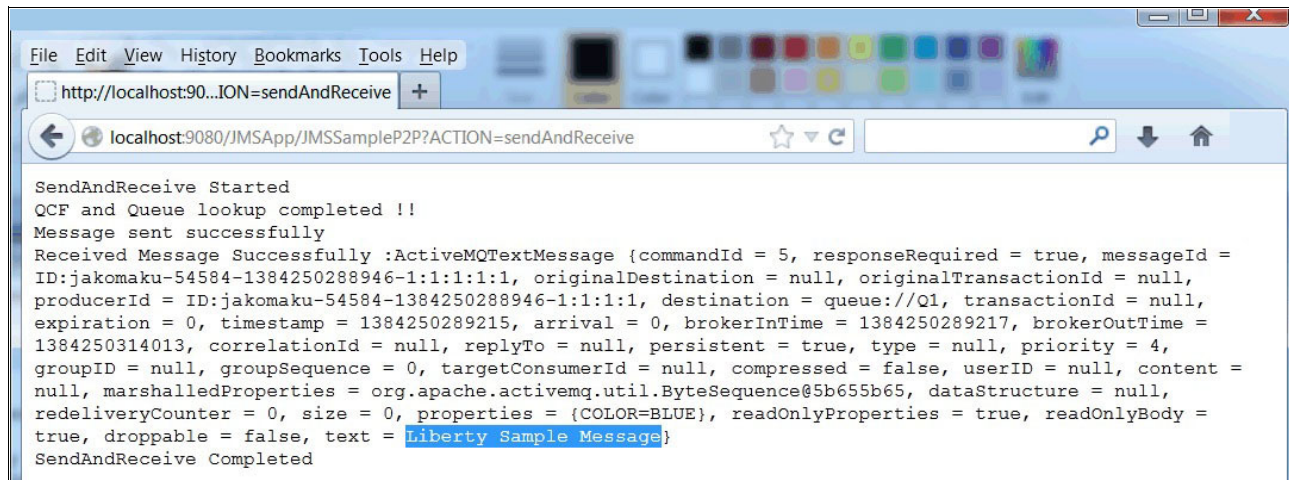 File Edit View History Bookmarks Tools Help
http://localhost:90...ION=sendAndReceive +
localhost:9080/JMSApp/JMSSampleP2P?ACTION=sendAndReceive
SendAndReceive Started
QCF and Queue lookup completed !!
Message sent successfully
Received Message Successfully :ActiveMQTextMessage {commandId = 5, responseRequired = true, messageId =
ID:jakomaku-54584-1384250288946-1:1:1:1:1, originalDestination = null, originalTransactionId = null,
producerId = ID:jakomaku-54584-1384250288946-1:1:1:1, destination = queue://Q1, transactionId = null,
expiration = 0, timestamp = 1384250289215, arrival = 0, brokerInTime = 1384250289217, brokerOutTime =
1384250314013, correlationId = null, replyTo = null, persistent = true, type = null, priority = 4,
groupID = null, groupSequence = 0, targetConsumerId = null, compressed = false, userID = null, content =
null, marshalledProperties = org.apache.activemq.util.ByteSequence@5b655b65, dataStructure = null,
redeliveryCounter = 0, size = 0, properties = {COLOR=BLUE}, readOnlyProperties = true, readOnlyBody =
true, droppable = false, text = Liberty Sample Message}
SendAndReceive Completed